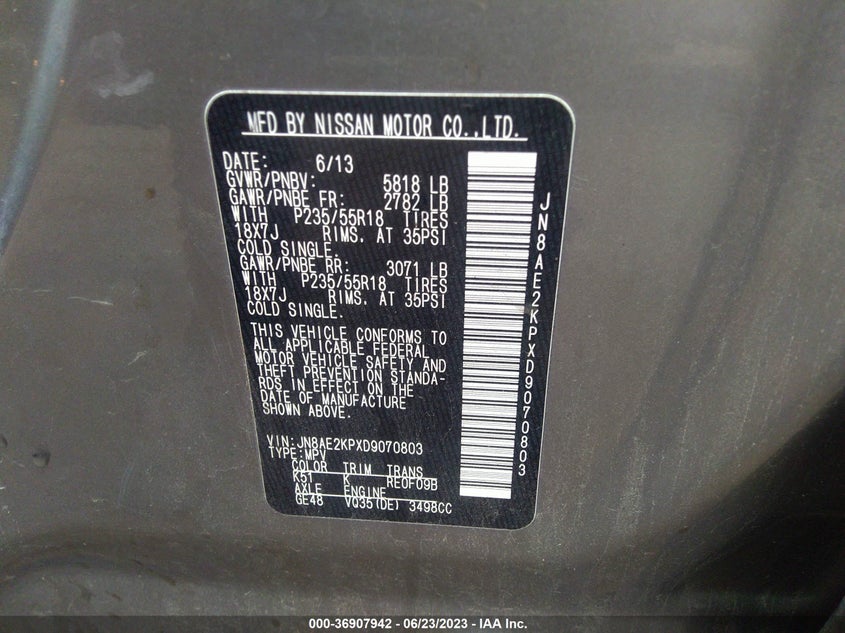 MFD BY NISSAN MOTOR CO.,LTD.
DATE: 6/13
GVWR/PNBV: 5818 LB
GAWR/PNBE FR: 2782 LB
WITH P235/55R18 TIRES
18X7J RIMS. AT 35PSI
COLD SINGLE.
GAWR/PNBE RR: 3071 LB
WITH P235/55R18 TIRES
18X7J RIMS. AT 35PSI
COLD SINGLE.
THIS VEHICLE CONFORMS TO
ALL APPLICABLE FEDERAL
MOTOR VEHICLE SAFETY AND
THEFT PREVENTION STANDA-
RDS IN EFFECT ON THE
DATE OF MANUFACTURE
SHOWN ABOVE.
VIN:JN8AE2KPXD9070803
TYPE:MPV
COLOR TRIM TRANS
K51 K RE0F09B
AXLE ENGINE
GE48 VQ35(DE) 3498CC
JN8AE2KPXD9070803
000-36907942 - 06/23/2023 - IAA Inc.